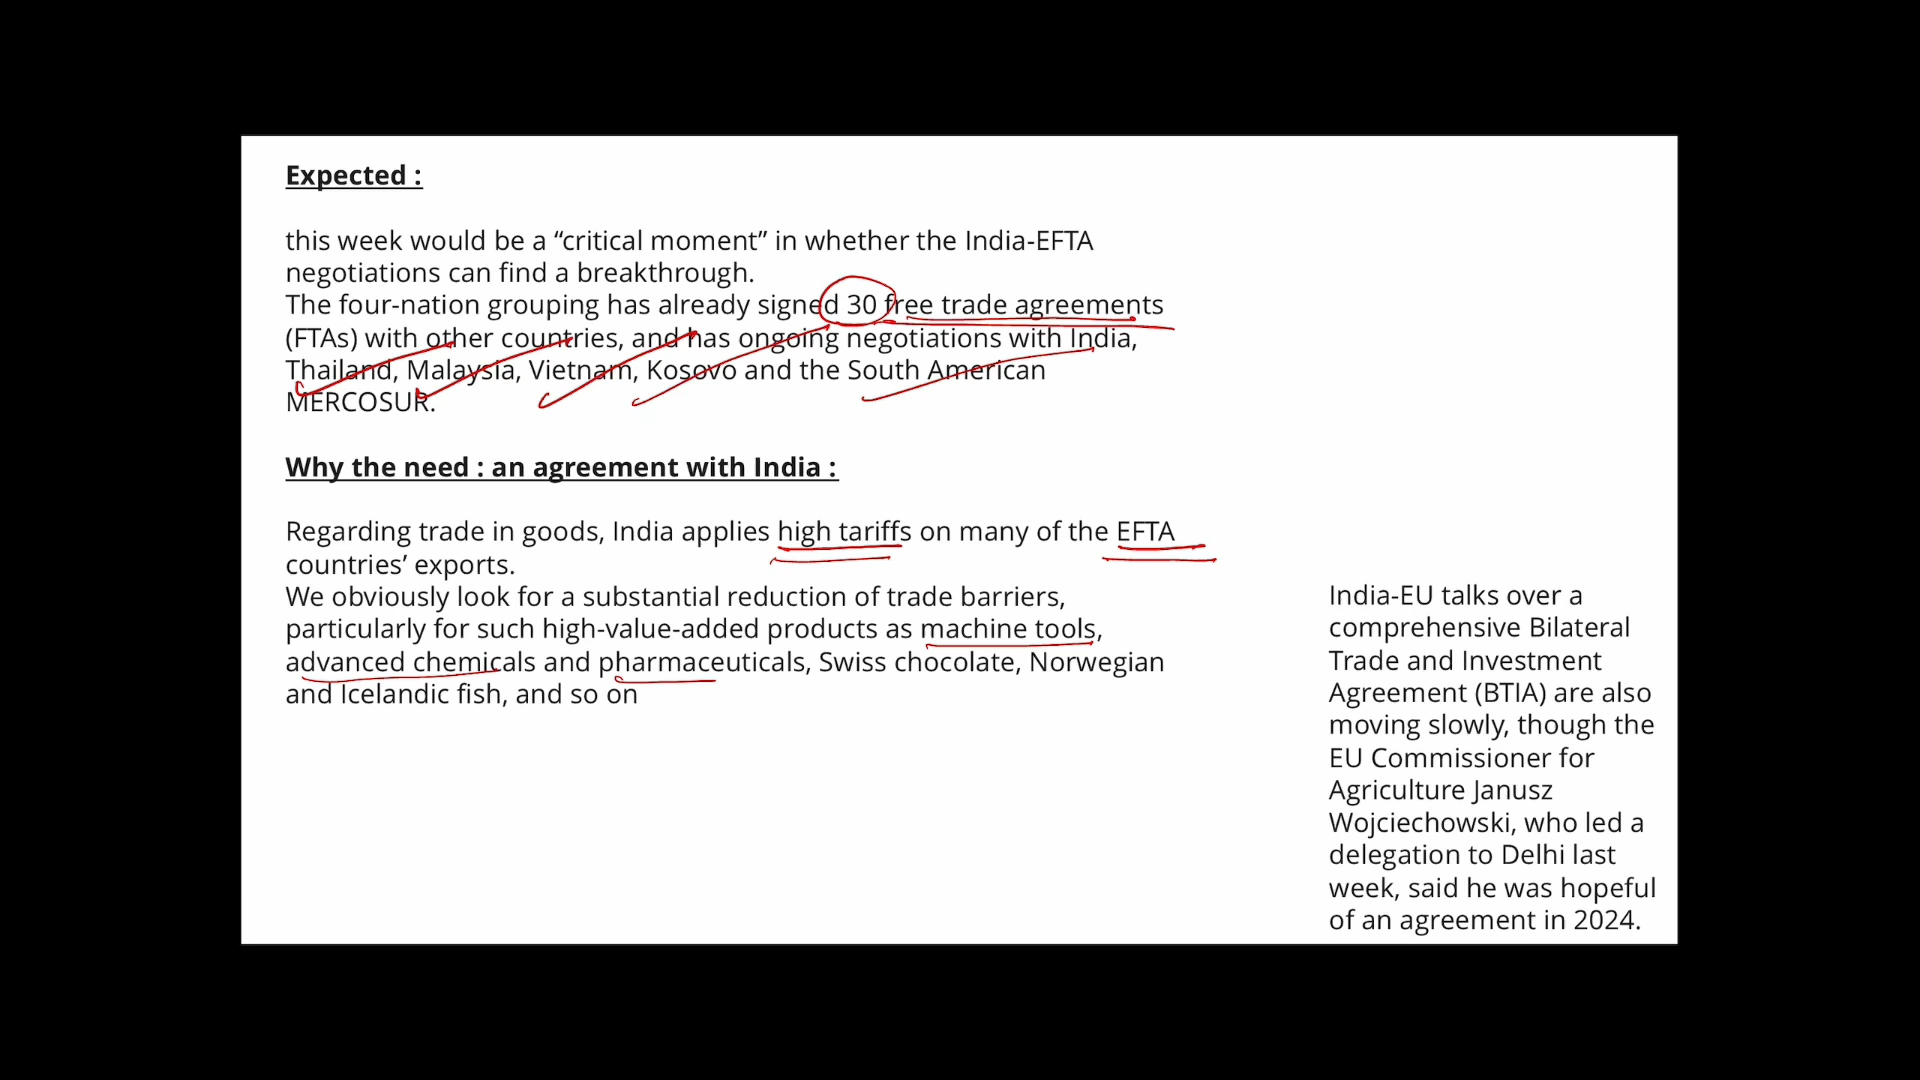 Expected :
this week would be a “critical moment” in whether the India-EFTA
negotiations can find a breakthrough.
The four-nation grouping has already signed 30 free trade agreements
(FTAs) with other countries, and has ongoing negotiations with India,
Thailand, Malaysia, Vietnam, Kosovo and the South American
MERCOSUR.
Why the need : an agreement with India :
Regarding trade in goods, India applies high tariffs on many of the EFTA
countries’ exports.
We obviously look for a substantial reduction of trade barriers,
particularly for such high-value-added products as machine tools,
advanced chemicals and pharmaceuticals, Swiss chocolate, Norwegian
and Icelandic fish, and so on
India-EU talks over a
comprehensive Bilateral
Trade and Investment
Agreement (BTIA) are also
moving slowly, though the
EU Commissioner for
Agriculture Janusz
Wojciechowski, who led a
delegation to Delhi last
week, said he was hopeful
of an agreement in 2024.